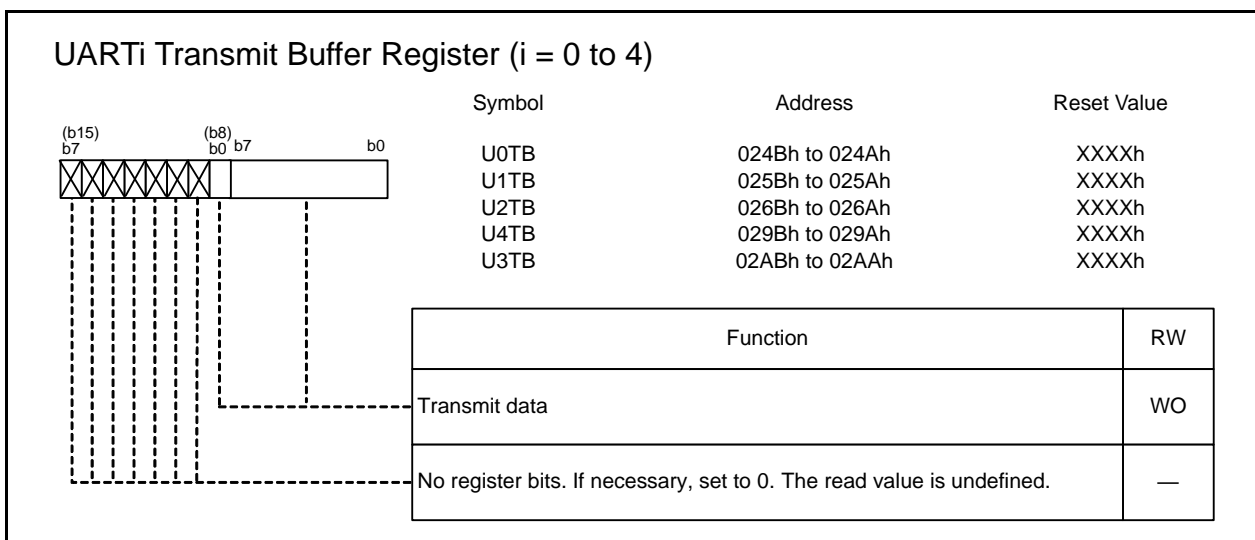 UARTi Transmit Buffer Register (i = 0 to 4)
Symbol Address Reset Value
(b15) (b8)
b7 b0 b7 b0
U0TB 024Bh to 024Ah XXXXh
U1TB 025Bh to 025Ah XXXXh
U2TB 026Bh to 026Ah XXXXh
U4TB 029Bh to 029Ah XXXXh
U3TB 02ABh to 02AAh XXXXh
Function RW
Transmit data WO
No register bits. If necessary, set to 0. The read value is undefined. —